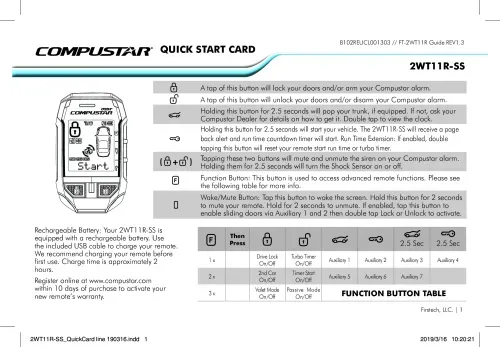 COMPUSTAR® QUICK START CARD
8102RELICL001303 // FT-2WT11R Guide REV1.3
2WT11R-SS
A tap of this button will lock your doors and/or arm your Compustar alarm.
A tap of this button will unlock your doors and/or disarm your Compustar alarm.
Holding this button for 2.5 seconds will pop your trunk, if equipped. If not, ask your
Compustar Dealer for details on how to get it. Double tap to view the clock.
Holding this button for 2.5 seconds will start your vehicle. The 2WT11R-SS will receive a page
back alert and run time countdown timer will start. Run Time Extension: If enabled, double
tapping this button will reset your remote start run time or turbo timer.
( + )
Tapping these two buttons will mute and unmute the siren on your Compustar alarm.
Holding them for 2.5 seconds will turn the Shock Sensor on or off.
F
Function Button: This button is used to access advanced remote functions. Please see
the following table for more info.
Wake/Mute Button: Tap this button to wake the screen. Hold this button for 2 seconds
to mute your remote. Hold for 2 seconds to unmute. If enabled, tap this button to
enable sliding doors via Auxiliary 1 and 2 then double tap Lock or Unlock to activate.
COMPUSTAR
Start
Rechargeable Battery: Your 2WT11R-SS is
equipped with a rechargeable battery. Use
the included USB cable to charge your remote.
We recommend charging your remote before
first use. Charge time is approximately 2
hours.
Register online at www.compustar.com
within 10 days of purchase to activate your
new remote's warranty.
F Then Press 2.5 Sec 2.5 Sec
1 x Drive Lock On/Off Turbo Timer On/Off Auxiliary 1 Auxiliary 2 Auxiliary 3 Auxiliary 4
2 x 2nd Car On/Off Timer Start On/Off Auxiliary 5 Auxiliary 6 Auxiliary 7
3 x Valet Mode On/Off Passive Mode On/Off FUNCTION BUTTON TABLE
Firstech, LLC. | 1
2WT11R-SS_QuickCard line 190316.indd 1
2019/3/16 10:20:21